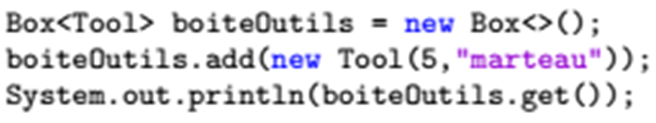 Box<Tool> boiteOutils = new Box<>();
boiteOutils.add(new Tool(5,"marteau"));
System.out.println(boiteOutils.get());